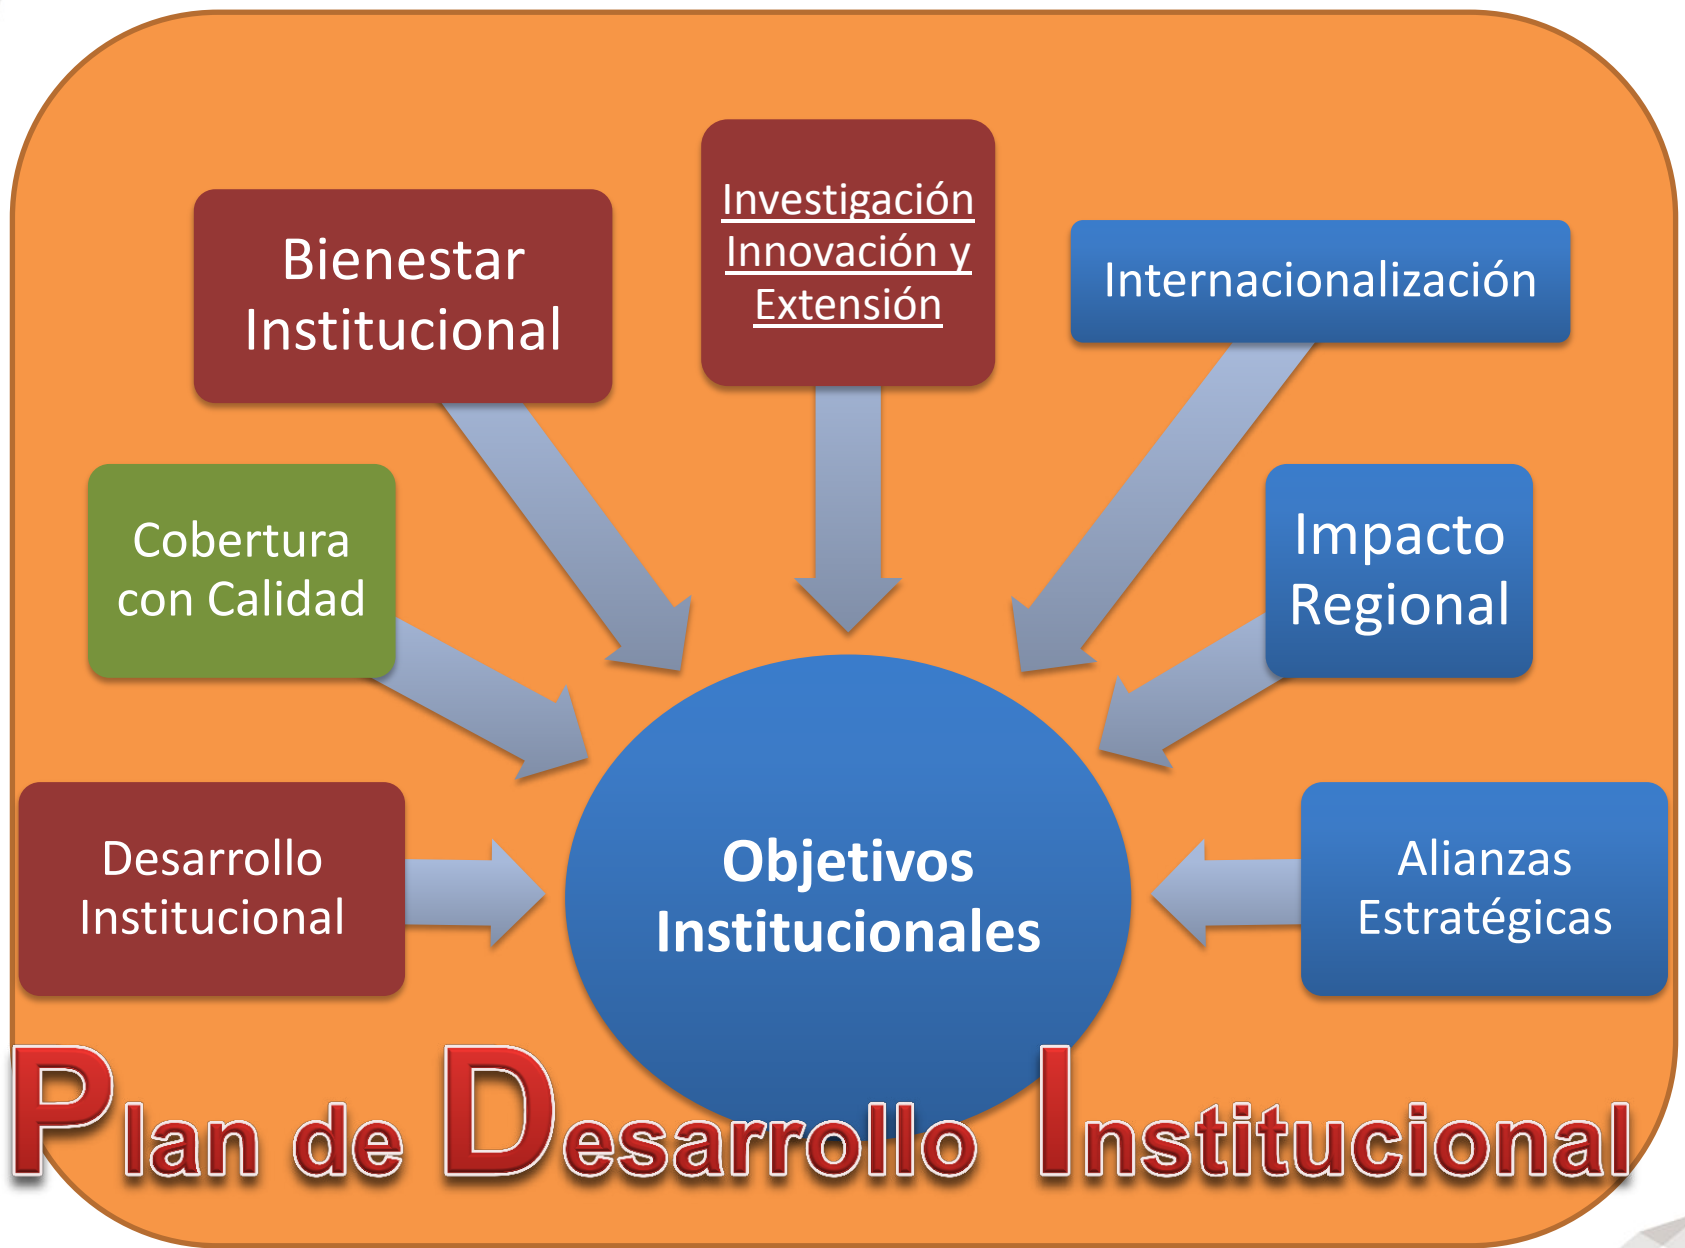 Investigación
Innovación y
Extensión
Bienestar
Institucional
Internacionalización
Cobertura
con Calidad
Impacto
Regional
Desarrollo
Institucional
Objetivos
Institucionales
Alianzas
Estratégicas
Plan de Desarrollo Institucional